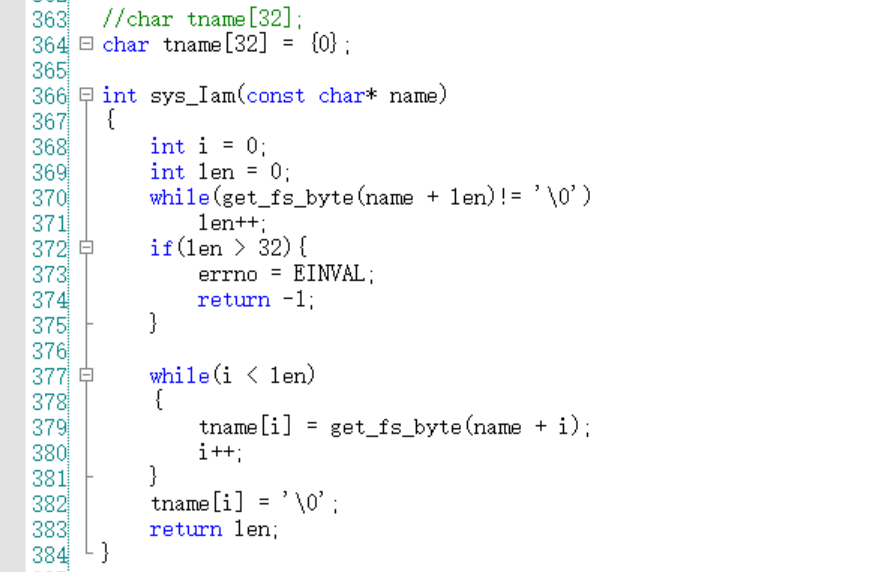 363 //char tname[32];
364 char tname[32] = {0};
365
366 int sys_Iam(const char* name)
367 {
368 int i = 0;
369 int len = 0;
370 while(get_fs_byte(name + len)!= '\0')
371 len++;
372 if(len > 32){
373 errno = EINVAL;
374 return -1;
375 }
376
377 while(i < len)
378 {
379 tname[i] = get_fs_byte(name + i);
380 i++;
381 }
382 tname[i] = '\0';
383 return len;
384 }